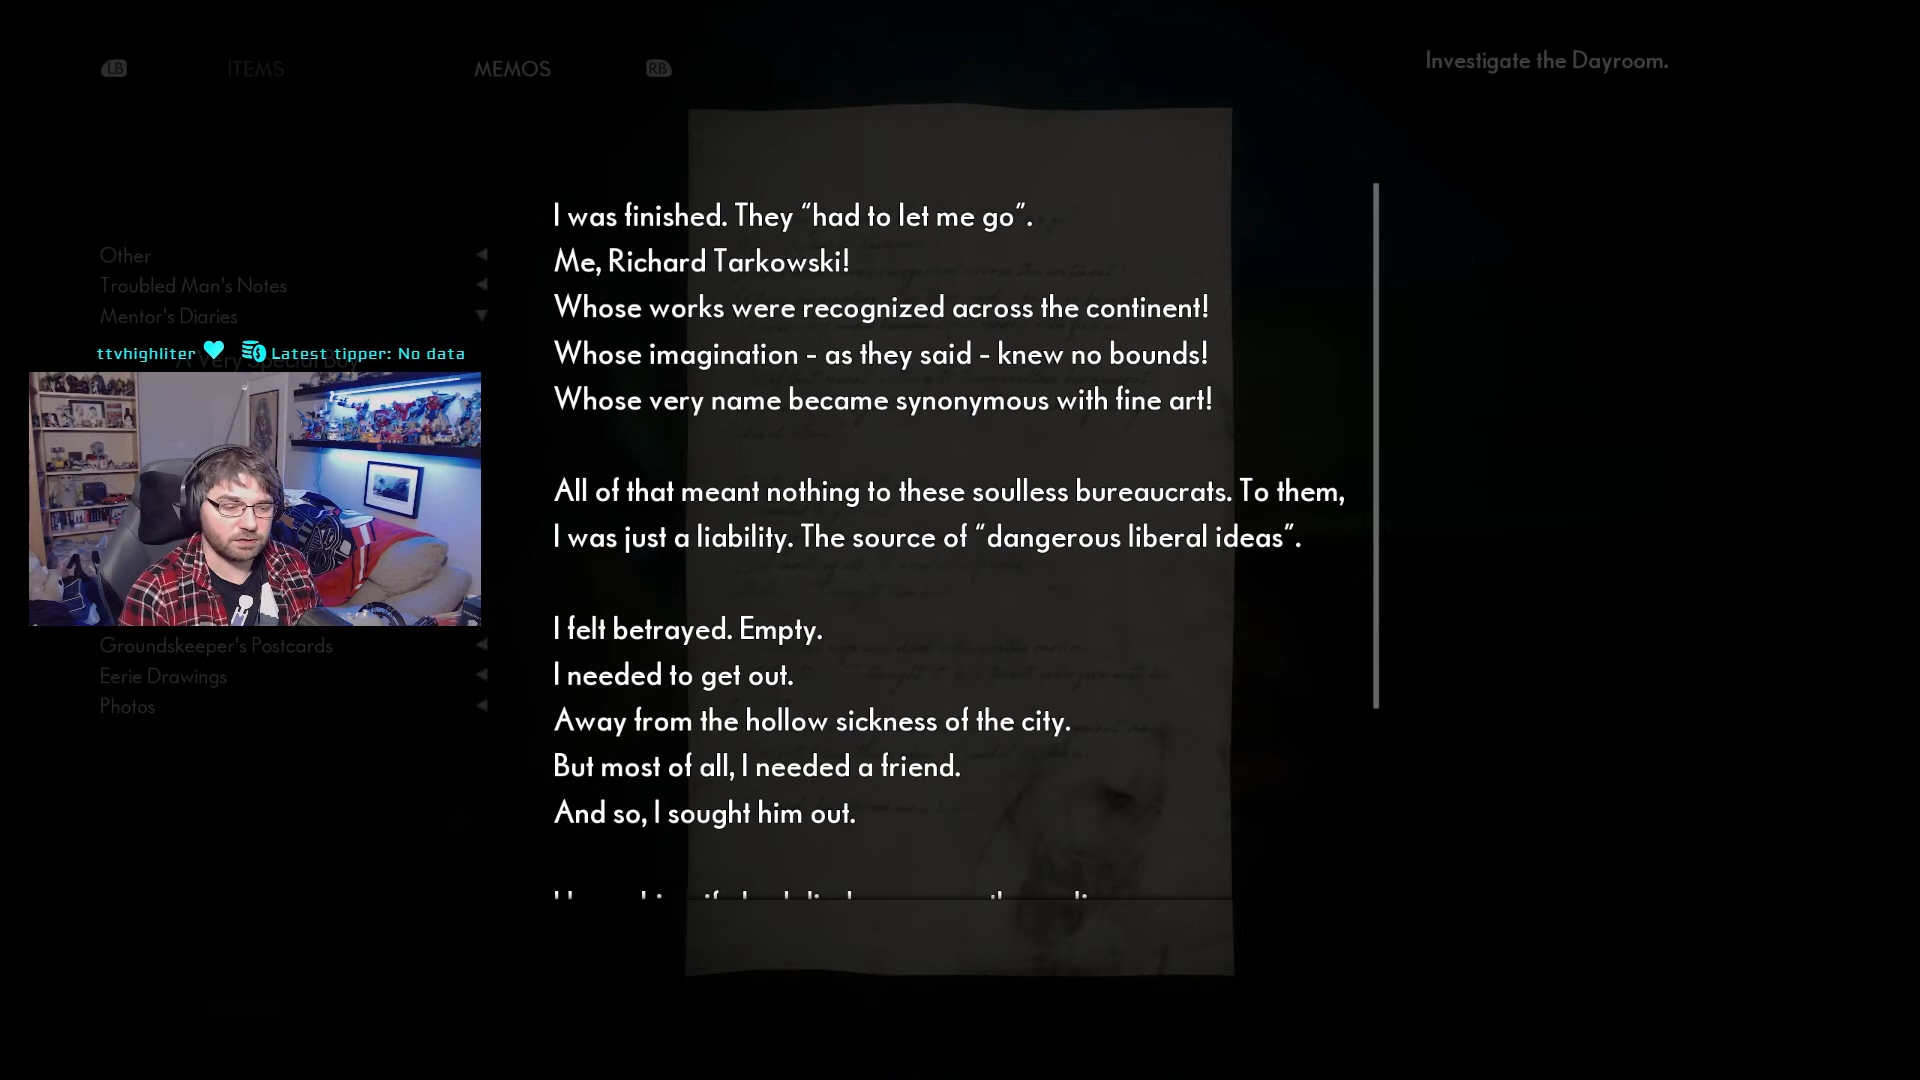 LB ITEMS MEMOS RB
Investigate the Dayroom.
I was finished. They “had to let me go”.
Me, Richard Tarkowski!
Whose works were recognized across the continent!
Whose imagination - as they said - knew no bounds!
Whose very name became synonymous with fine art!
All of that meant nothing to these soulless bureaucrats. To them,
I was just a liability. The source of “dangerous liberal ideas”.
I felt betrayed. Empty.
I needed to get out.
Away from the hollow sickness of the city.
But most of all, I needed a friend.
And so, I sought him out.
Other
Troubled Man's Notes
Mentor's Diaries
A Very Special Boy
ttvhighliter Latest tipper: No data
Groundskeeper's Postcards
Eerie Drawings
Photos